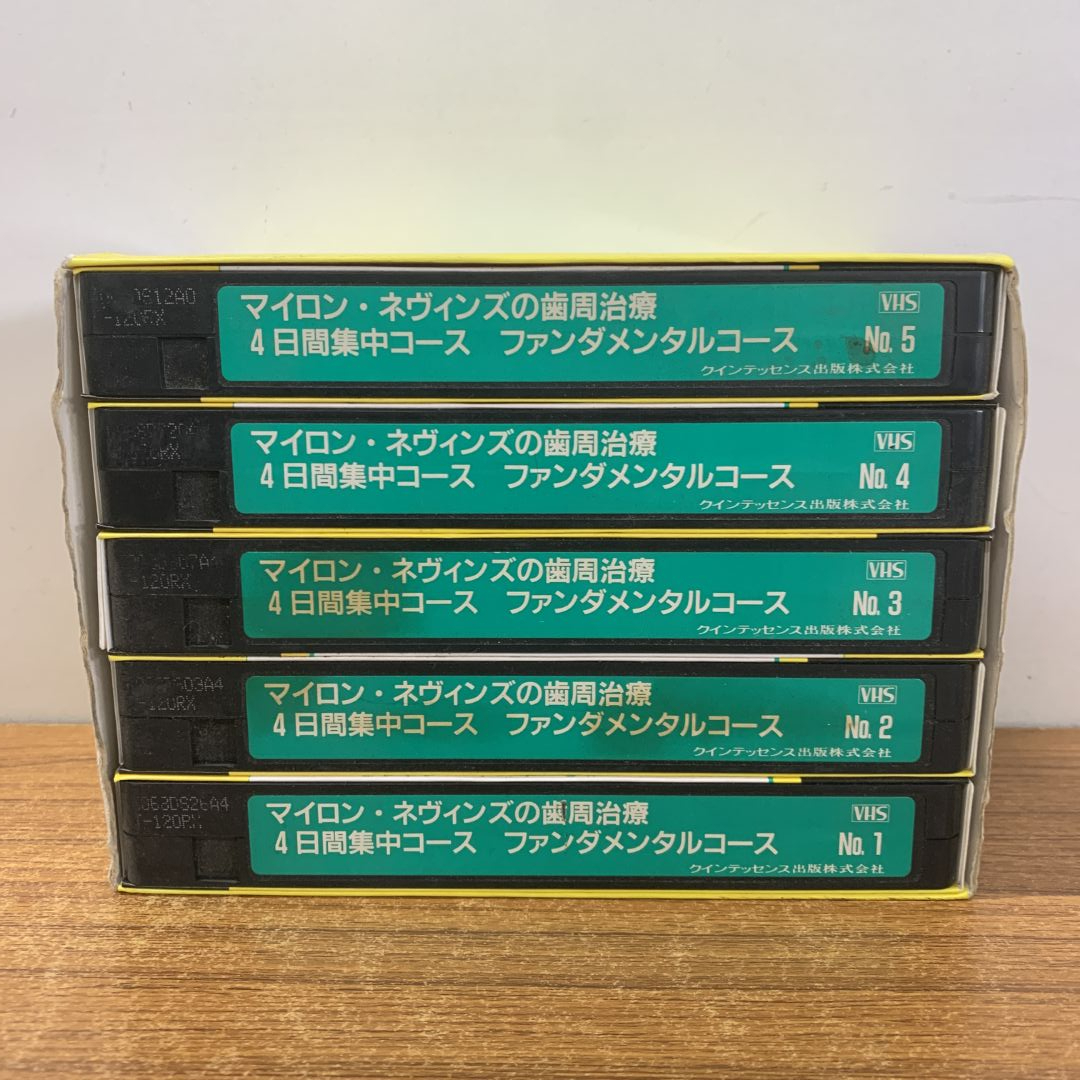 マイロン・ネヴィンズの歯周治療 VHS
4日間集中コース ファンダメンタルコース No. 5
クインテッセンス出版株式会社
マイロン・ネヴィンズの歯周治療 VHS
4日間集中コース ファンダメンタルコース No. 4
クインテッセンス出版株式会社
マイロン・ネヴィンズの歯周治療 VHS
4日間集中コース ファンダメンタルコース No. 3
クインテッセンス出版株式会社
マイロン・ネヴィンズの歯周治療 VHS
4日間集中コース ファンダメンタルコース No. 2
クインテッセンス出版株式会社
マイロン・ネヴィンズの歯周治療 VHS
4日間集中コース ファンダメンタルコース No. 1
クインテッセンス出版株式会社